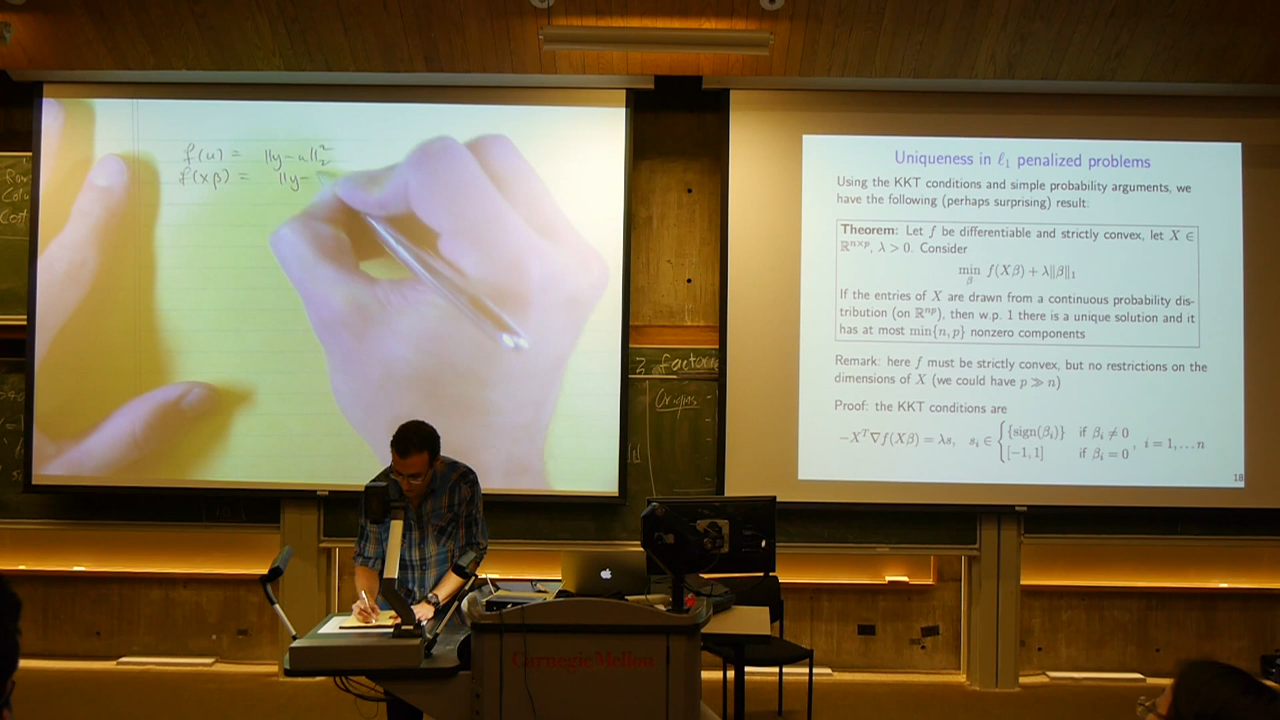 f(u) = ||y-u||₂²
f(xβ) = ||y-
Uniqueness in ℓ₁ penalized problems
Using the KKT conditions and simple probability arguments, we
have the following (perhaps surprising) result:
Theorem: Let f be differentiable and strictly convex, let X ∈
ℝⁿˣᵖ, λ > 0. Consider
min f(Xβ) + λ||β||₁
β
If the entries of X are drawn from a continuous probability dis-
tribution (on ℝⁿᵖ), then w.p. 1 there is a unique solution and it
has at most min{n, p} nonzero components
Remark: here f must be strictly convex, but no restrictions on the
dimensions of X (we could have p ≫ n)
Proof: the KKT conditions are
−Xᵀ∇f(Xβ) = λs, sᵢ ∈ { {sign(βᵢ)} if βᵢ ≠ 0
[−1, 1] if βᵢ = 0 , i = 1, . . . n
18
Cost
Origins
Carnegie Mellon